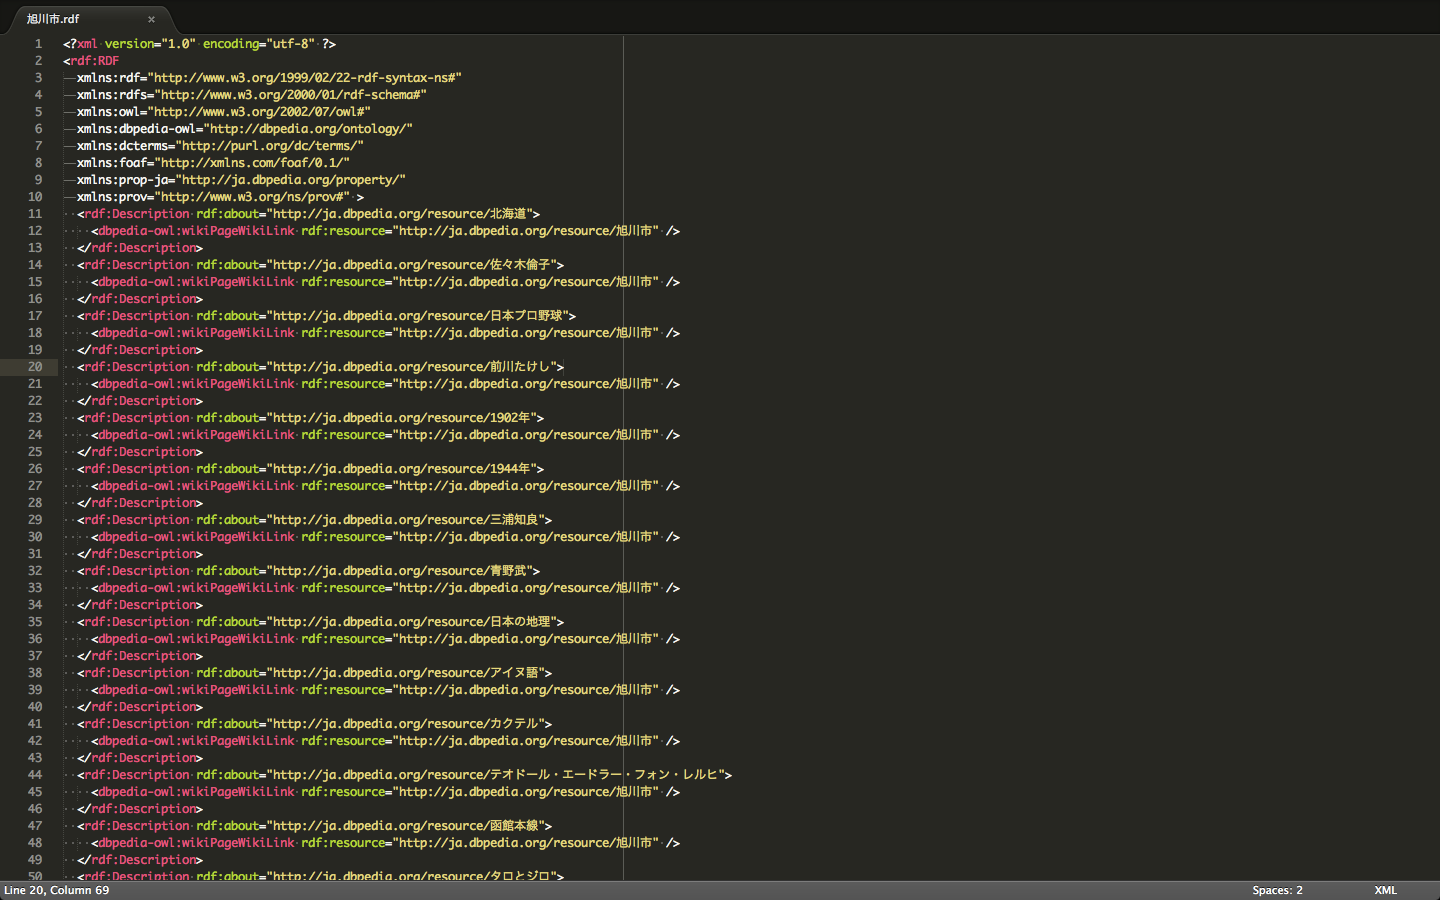 旭川市.rdf ×
1 <?xml version="1.0" encoding="utf-8" ?>
2 <rdf:RDF
3 xmlns:rdf="http://www.w3.org/1999/02/22-rdf-syntax-ns#"
4 xmlns:rdfs="http://www.w3.org/2000/01/rdf-schema#"
5 xmlns:owl="http://www.w3.org/2002/07/owl#"
6 xmlns:dbpedia-owl="http://dbpedia.org/ontology/"
7 xmlns:dcterms="http://purl.org/dc/terms/"
8 xmlns:foaf="http://xmlns.com/foaf/0.1/"
9 xmlns:prop-ja="http://ja.dbpedia.org/property/"
10 xmlns:prov="http://www.w3.org/ns/prov#" >
11 <rdf:Description rdf:about="http://ja.dbpedia.org/resource/北海道">
12 <dbpedia-owl:wikiPageWikiLink rdf:resource="http://ja.dbpedia.org/resource/旭川市" />
13 </rdf:Description>
14 <rdf:Description rdf:about="http://ja.dbpedia.org/resource/佐々木倫子">
15 <dbpedia-owl:wikiPageWikiLink rdf:resource="http://ja.dbpedia.org/resource/旭川市" />
16 </rdf:Description>
17 <rdf:Description rdf:about="http://ja.dbpedia.org/resource/日本プロ野球">
18 <dbpedia-owl:wikiPageWikiLink rdf:resource="http://ja.dbpedia.org/resource/旭川市" />
19 </rdf:Description>
20 <rdf:Description rdf:about="http://ja.dbpedia.org/resource/前川たけし">
21 <dbpedia-owl:wikiPageWikiLink rdf:resource="http://ja.dbpedia.org/resource/旭川市" />
22 </rdf:Description>
23 <rdf:Description rdf:about="http://ja.dbpedia.org/resource/1902年">
24 <dbpedia-owl:wikiPageWikiLink rdf:resource="http://ja.dbpedia.org/resource/旭川市" />
25 </rdf:Description>
26 <rdf:Description rdf:about="http://ja.dbpedia.org/resource/1944年">
27 <dbpedia-owl:wikiPageWikiLink rdf:resource="http://ja.dbpedia.org/resource/旭川市" />
28 </rdf:Description>
29 <rdf:Description rdf:about="http://ja.dbpedia.org/resource/三浦知良">
30 <dbpedia-owl:wikiPageWikiLink rdf:resource="http://ja.dbpedia.org/resource/旭川市" />
31 </rdf:Description>
32 <rdf:Description rdf:about="http://ja.dbpedia.org/resource/青野武">
33 <dbpedia-owl:wikiPageWikiLink rdf:resource="http://ja.dbpedia.org/resource/旭川市" />
34 </rdf:Description>
35 <rdf:Description rdf:about="http://ja.dbpedia.org/resource/日本の地理">
36 <dbpedia-owl:wikiPageWikiLink rdf:resource="http://ja.dbpedia.org/resource/旭川市" />
37 </rdf:Description>
38 <rdf:Description rdf:about="http://ja.dbpedia.org/resource/アイヌ語">
39 <dbpedia-owl:wikiPageWikiLink rdf:resource="http://ja.dbpedia.org/resource/旭川市" />
40 </rdf:Description>
41 <rdf:Description rdf:about="http://ja.dbpedia.org/resource/カクテル">
42 <dbpedia-owl:wikiPageWikiLink rdf:resource="http://ja.dbpedia.org/resource/旭川市" />
43 </rdf:Description>
44 <rdf:Description rdf:about="http://ja.dbpedia.org/resource/テオドール・エードラー・フォン・レルヒ">
45 <dbpedia-owl:wikiPageWikiLink rdf:resource="http://ja.dbpedia.org/resource/旭川市" />
46 </rdf:Description>
47 <rdf:Description rdf:about="http://ja.dbpedia.org/resource/函館本線">
48 <dbpedia-owl:wikiPageWikiLink rdf:resource="http://ja.dbpedia.org/resource/旭川市" />
49 </rdf:Description>
50 <rdf:Description rdf:about="http://ja.dbpedia.org/resource/タロとジロ">
Line 20, Column 69 Spaces: 2 XML